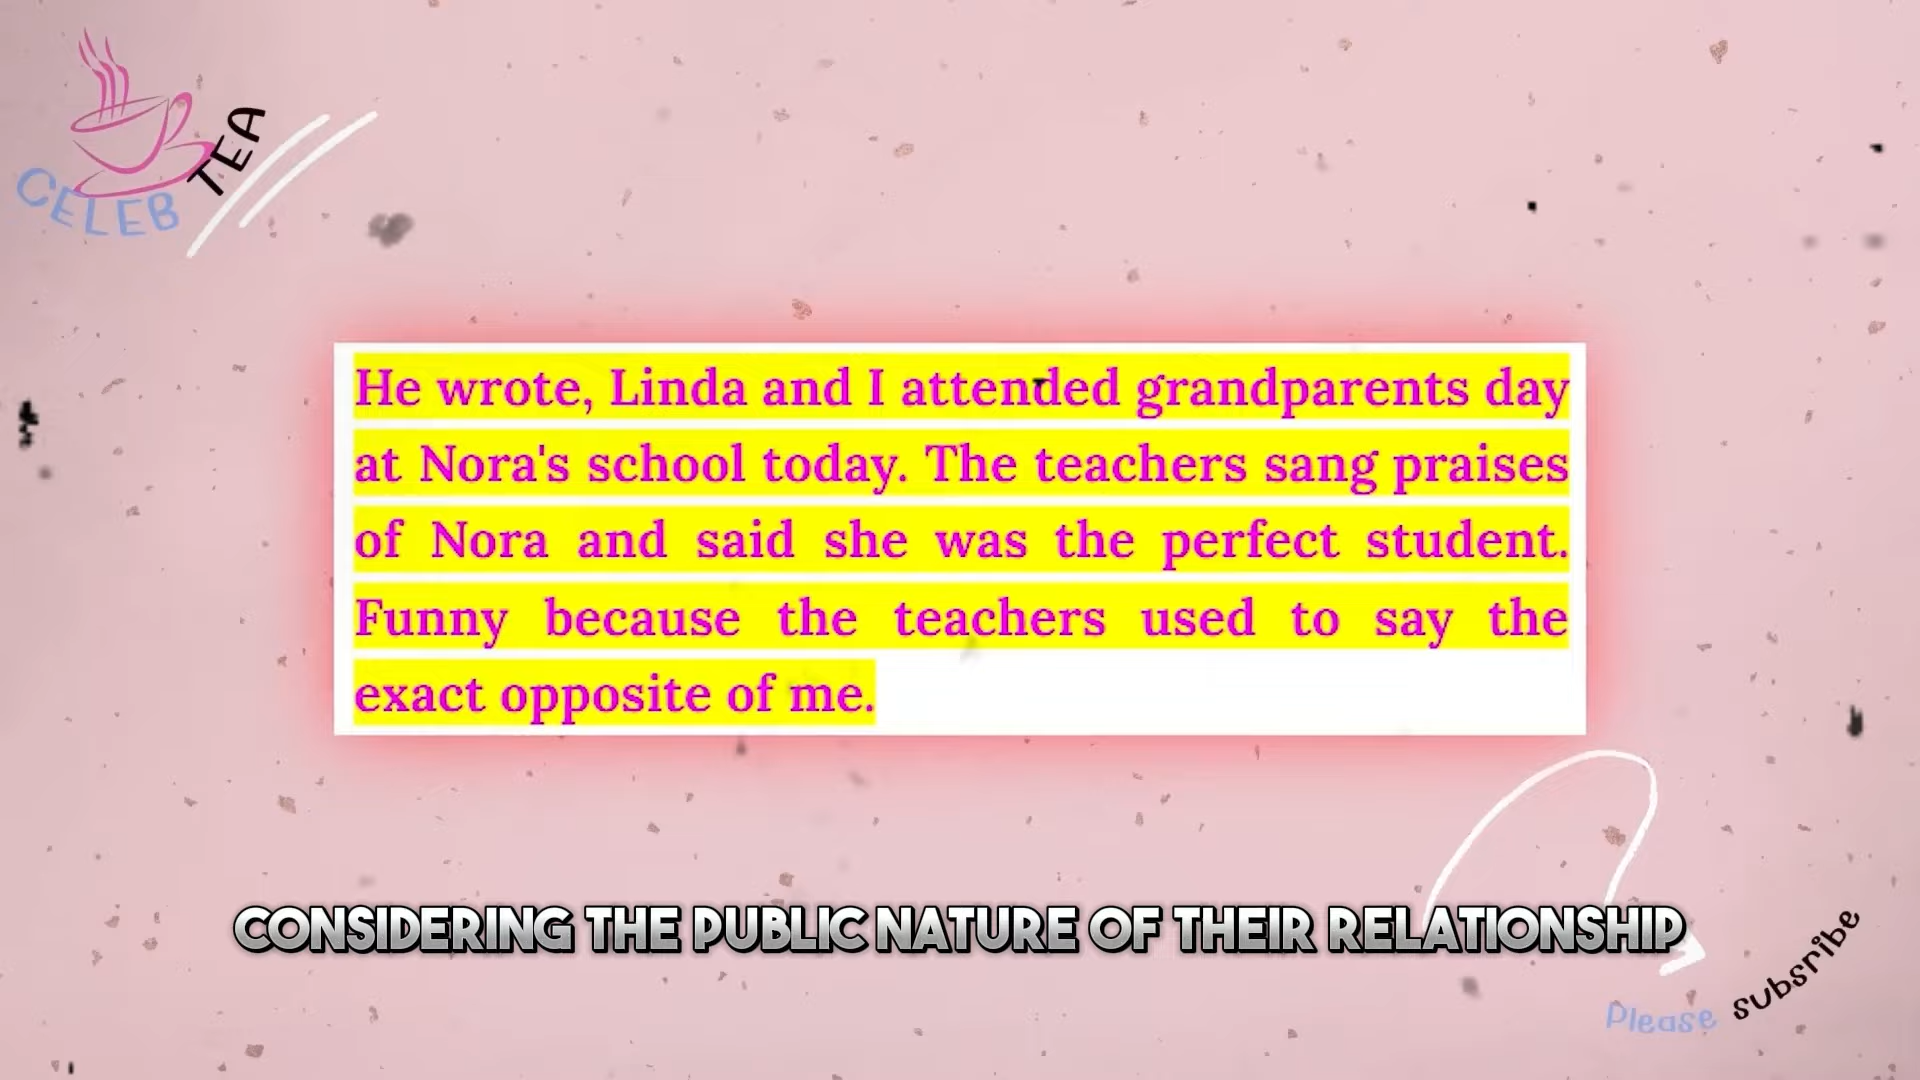 CELEB TEA
He wrote, Linda and I attended grandparents day
at Nora's school today. The teachers sang praises
of Nora and said she was the perfect student.
Funny because the teachers used to say the
exact opposite of me.
CONSIDERING THE PUBLIC NATURE OF THEIR RELATIONSHIP
Please subsribe